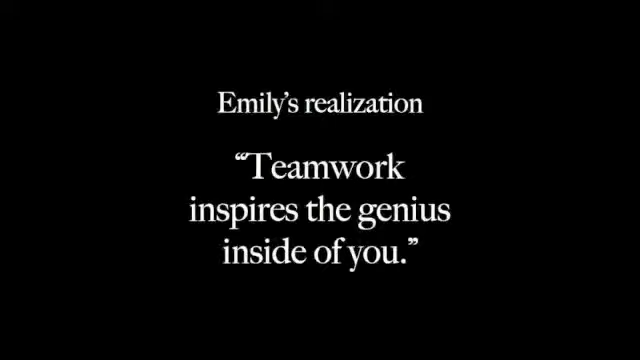 Emily’s realization
“Teamwork
inspires the genius
inside of you.”